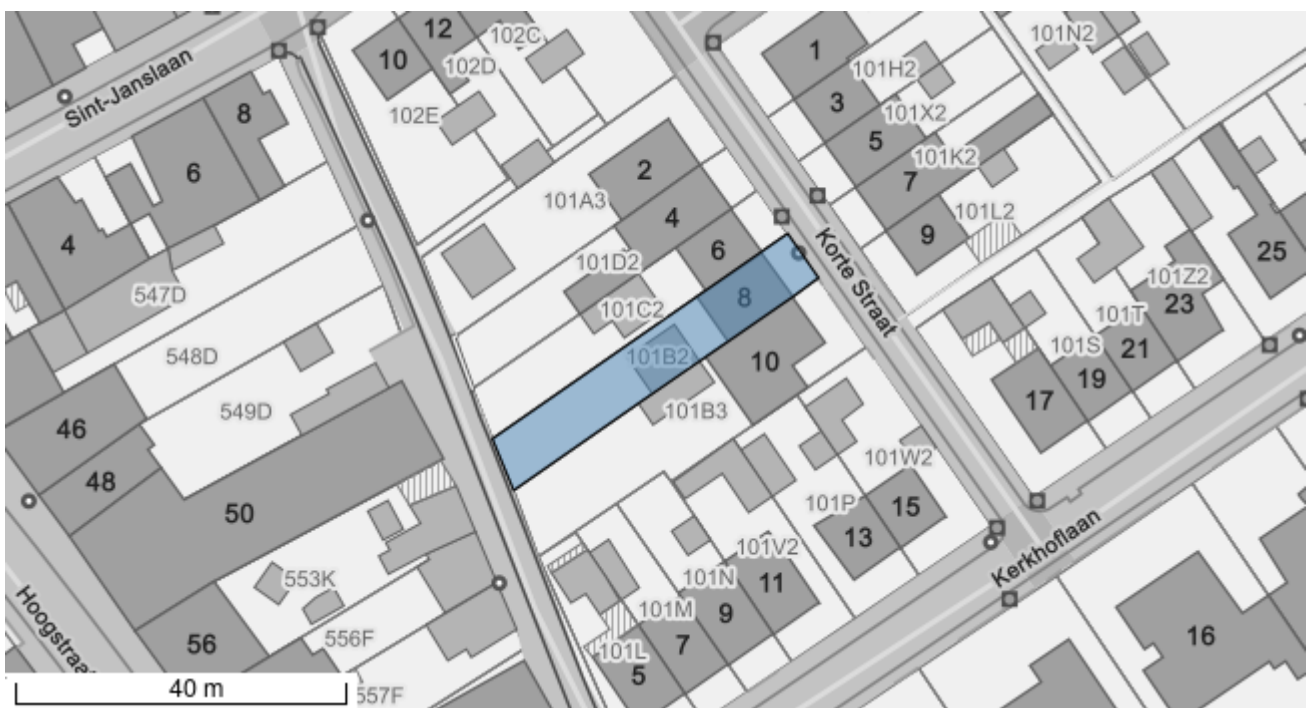 12
102C
10
102D
1
101N2
Sint-Janslaan
8
102E
3
101H2
5
101X2
6
2
7
101K2
101A3
4
101L2
4
6
9
25
547D
101D2
Korte Straat
101Z2
8
101C2
23
548D
101B2
10
101T
101S
21
549D
101B3
19
46
17
48
101W2
50
101P
15
13
101V2
Kerkhoflaan
553K
101N
11
101M
9
556F
7
16
Hoogstraat
56
101L
5
40 m
557F